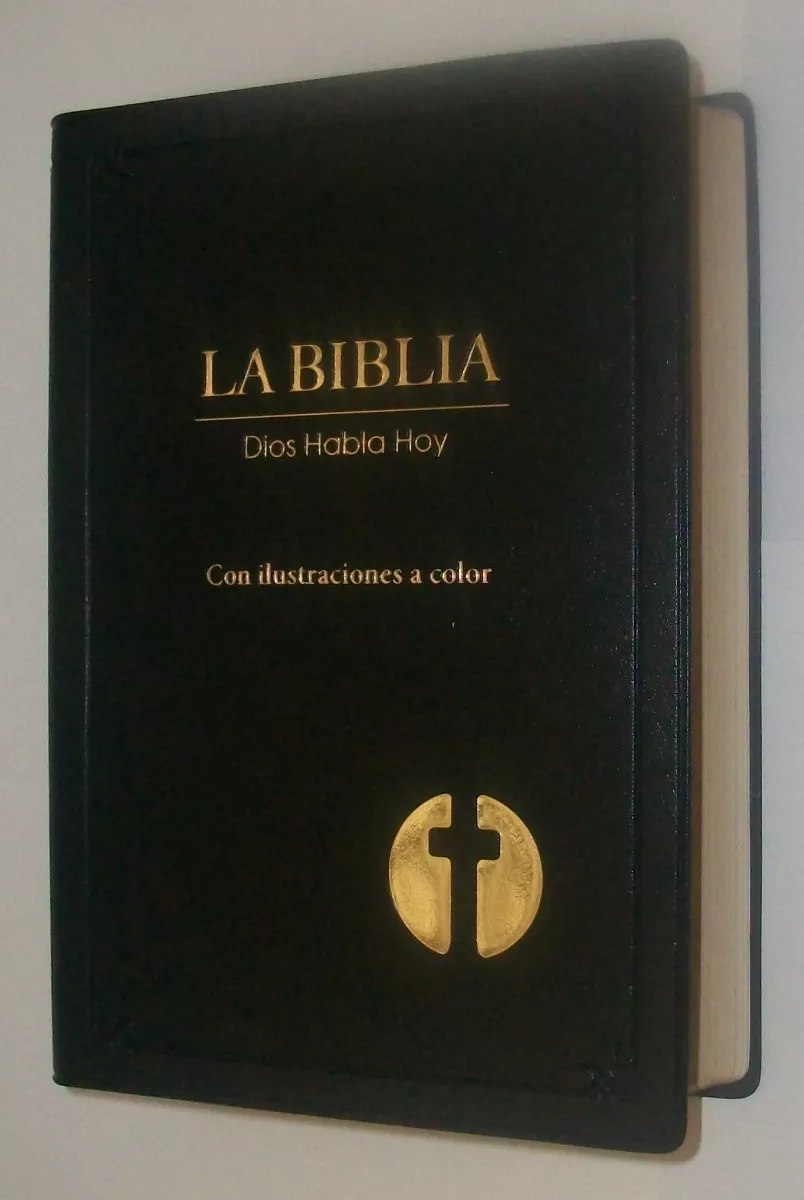 LA BIBLIA
Dios Habla Hoy
Con ilustraciones a color